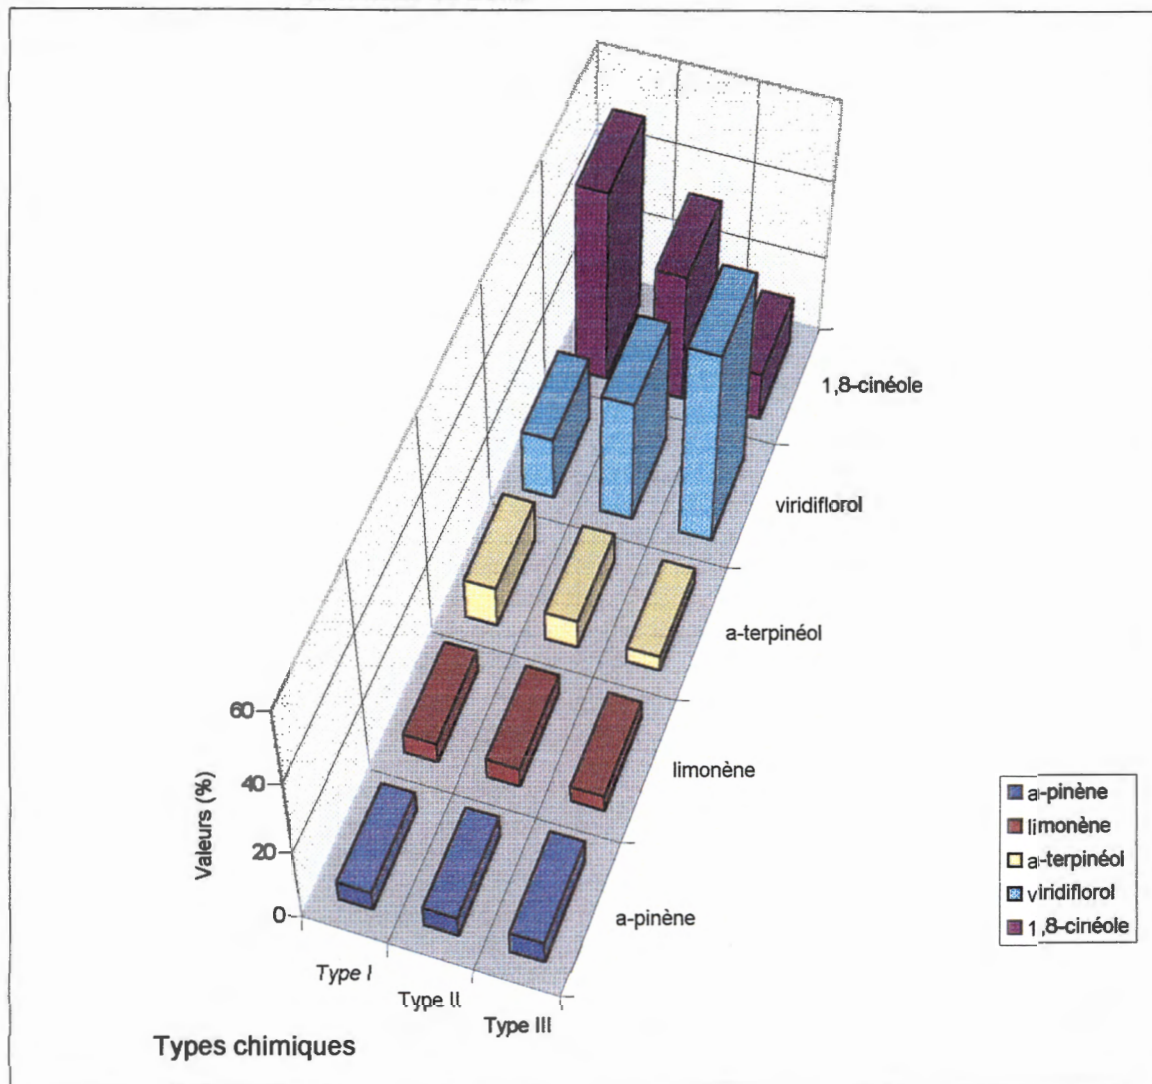 1,8-cinéole
viridiflorol
a-terpinéol
limonène
a-pinène
60
40
20
0
Valeurs (%)
Type I
Type II
Type III
Types chimiques
a-pinène
limonène
a-terpinéol
viridiflorol
1,8-cinéole